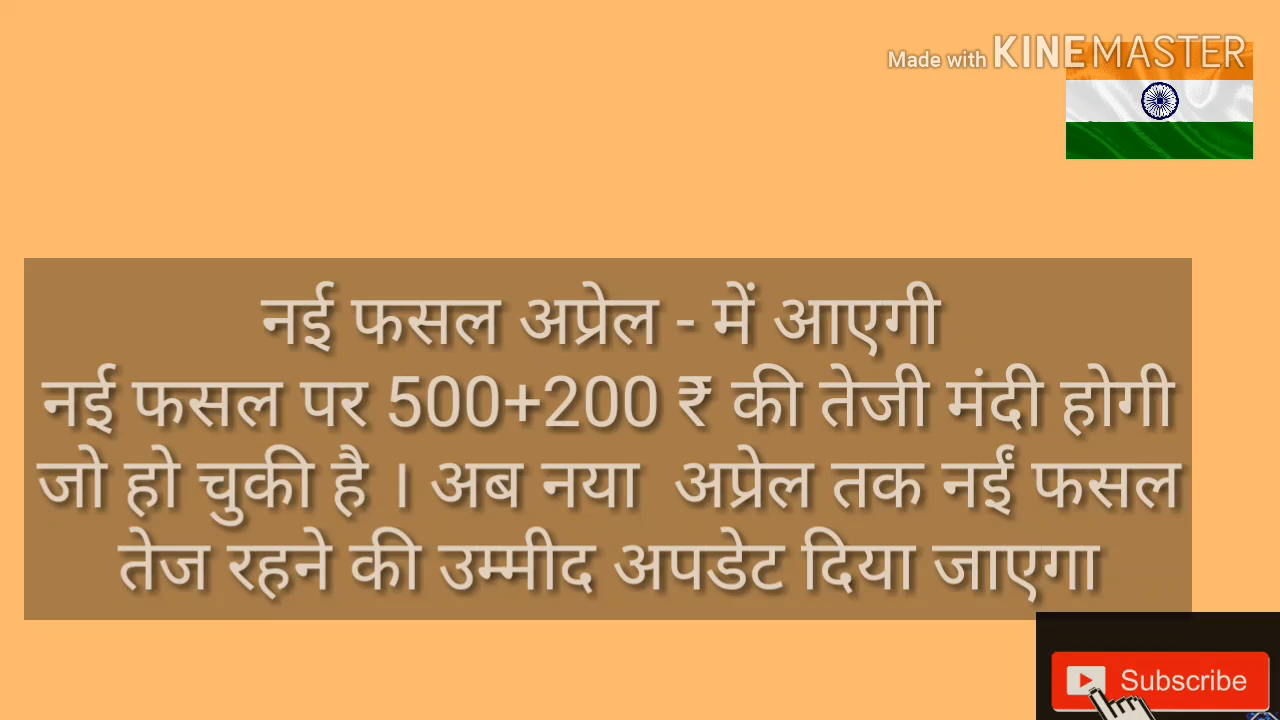 Made with KINEMASTER
नई फसल अप्रेल - में आएगी
नई फसल पर 500+200 ₹ की तेजी मंदी होगी
जो हो चुकी है । अब नया अप्रेल तक नईं फसल
तेज रहने की उम्मीद अपडेट दिया जाएगा
Subscribe